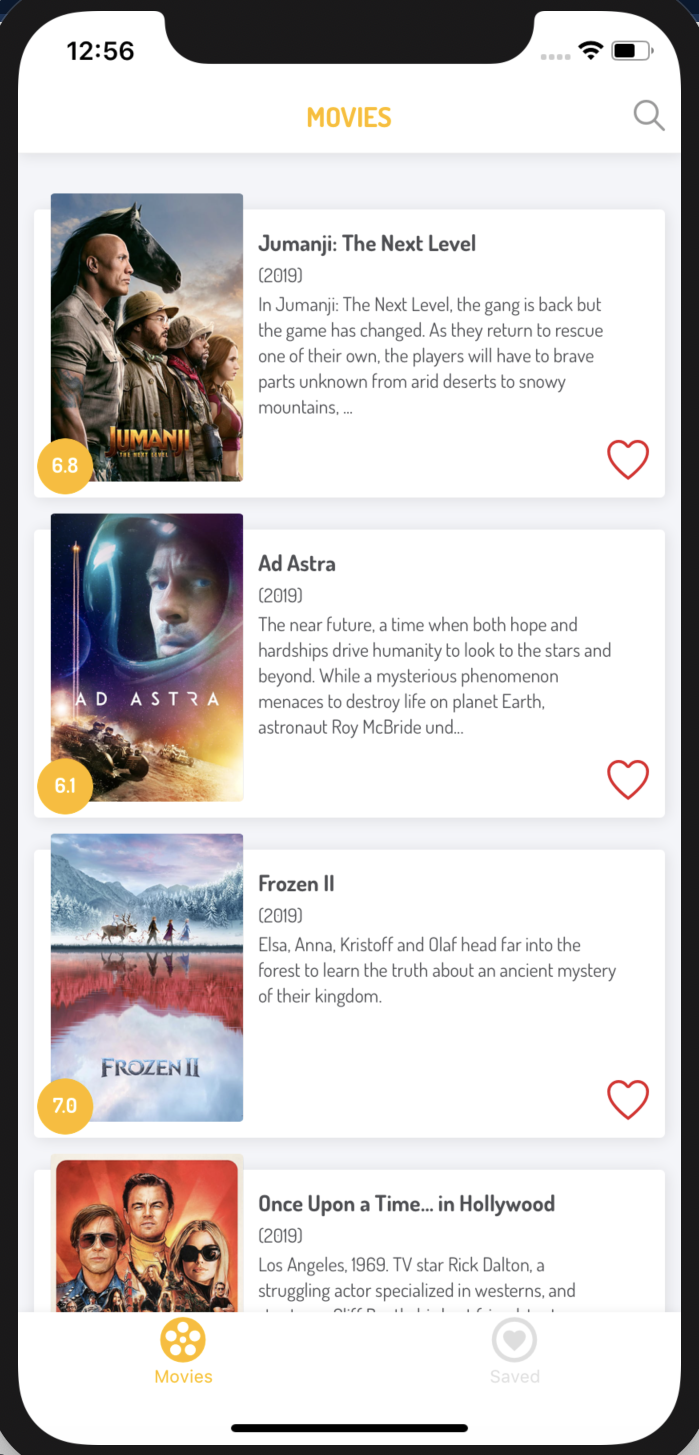 12:56
MOVIES
JUMANJI
THE NEXT LEVEL
6.8
Jumanji: The Next Level
(2019)
In Jumanji: The Next Level, the gang is back but
the game has changed. As they return to rescue
one of their own, the players will have to brave
parts unknown from arid deserts to snowy
mountains, ...
AD ASTRA
6.1
Ad Astra
(2019)
The near future, a time when both hope and
hardships drive humanity to look to the stars and
beyond. While a mysterious phenomenon
menaces to destroy life on planet Earth,
astronaut Roy McBride und...
FROZEN II
7.0
Frozen II
(2019)
Elsa, Anna, Kristoff and Olaf head far into the
forest to learn the truth about an ancient mystery
of their kingdom.
Once Upon a Time... in Hollywood
(2019)
Los Angeles, 1969. TV star Rick Dalton, a
struggling actor specialized in westerns, and
Movies
Saved